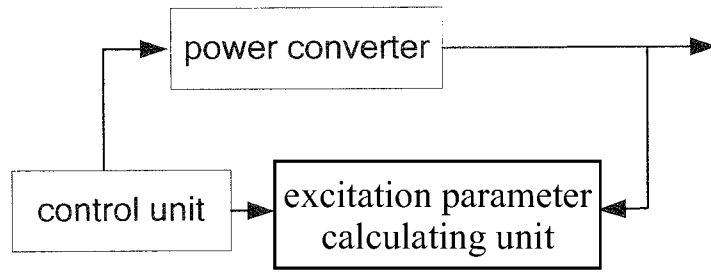 power converter
control unit
excitation parameter
calculating unit